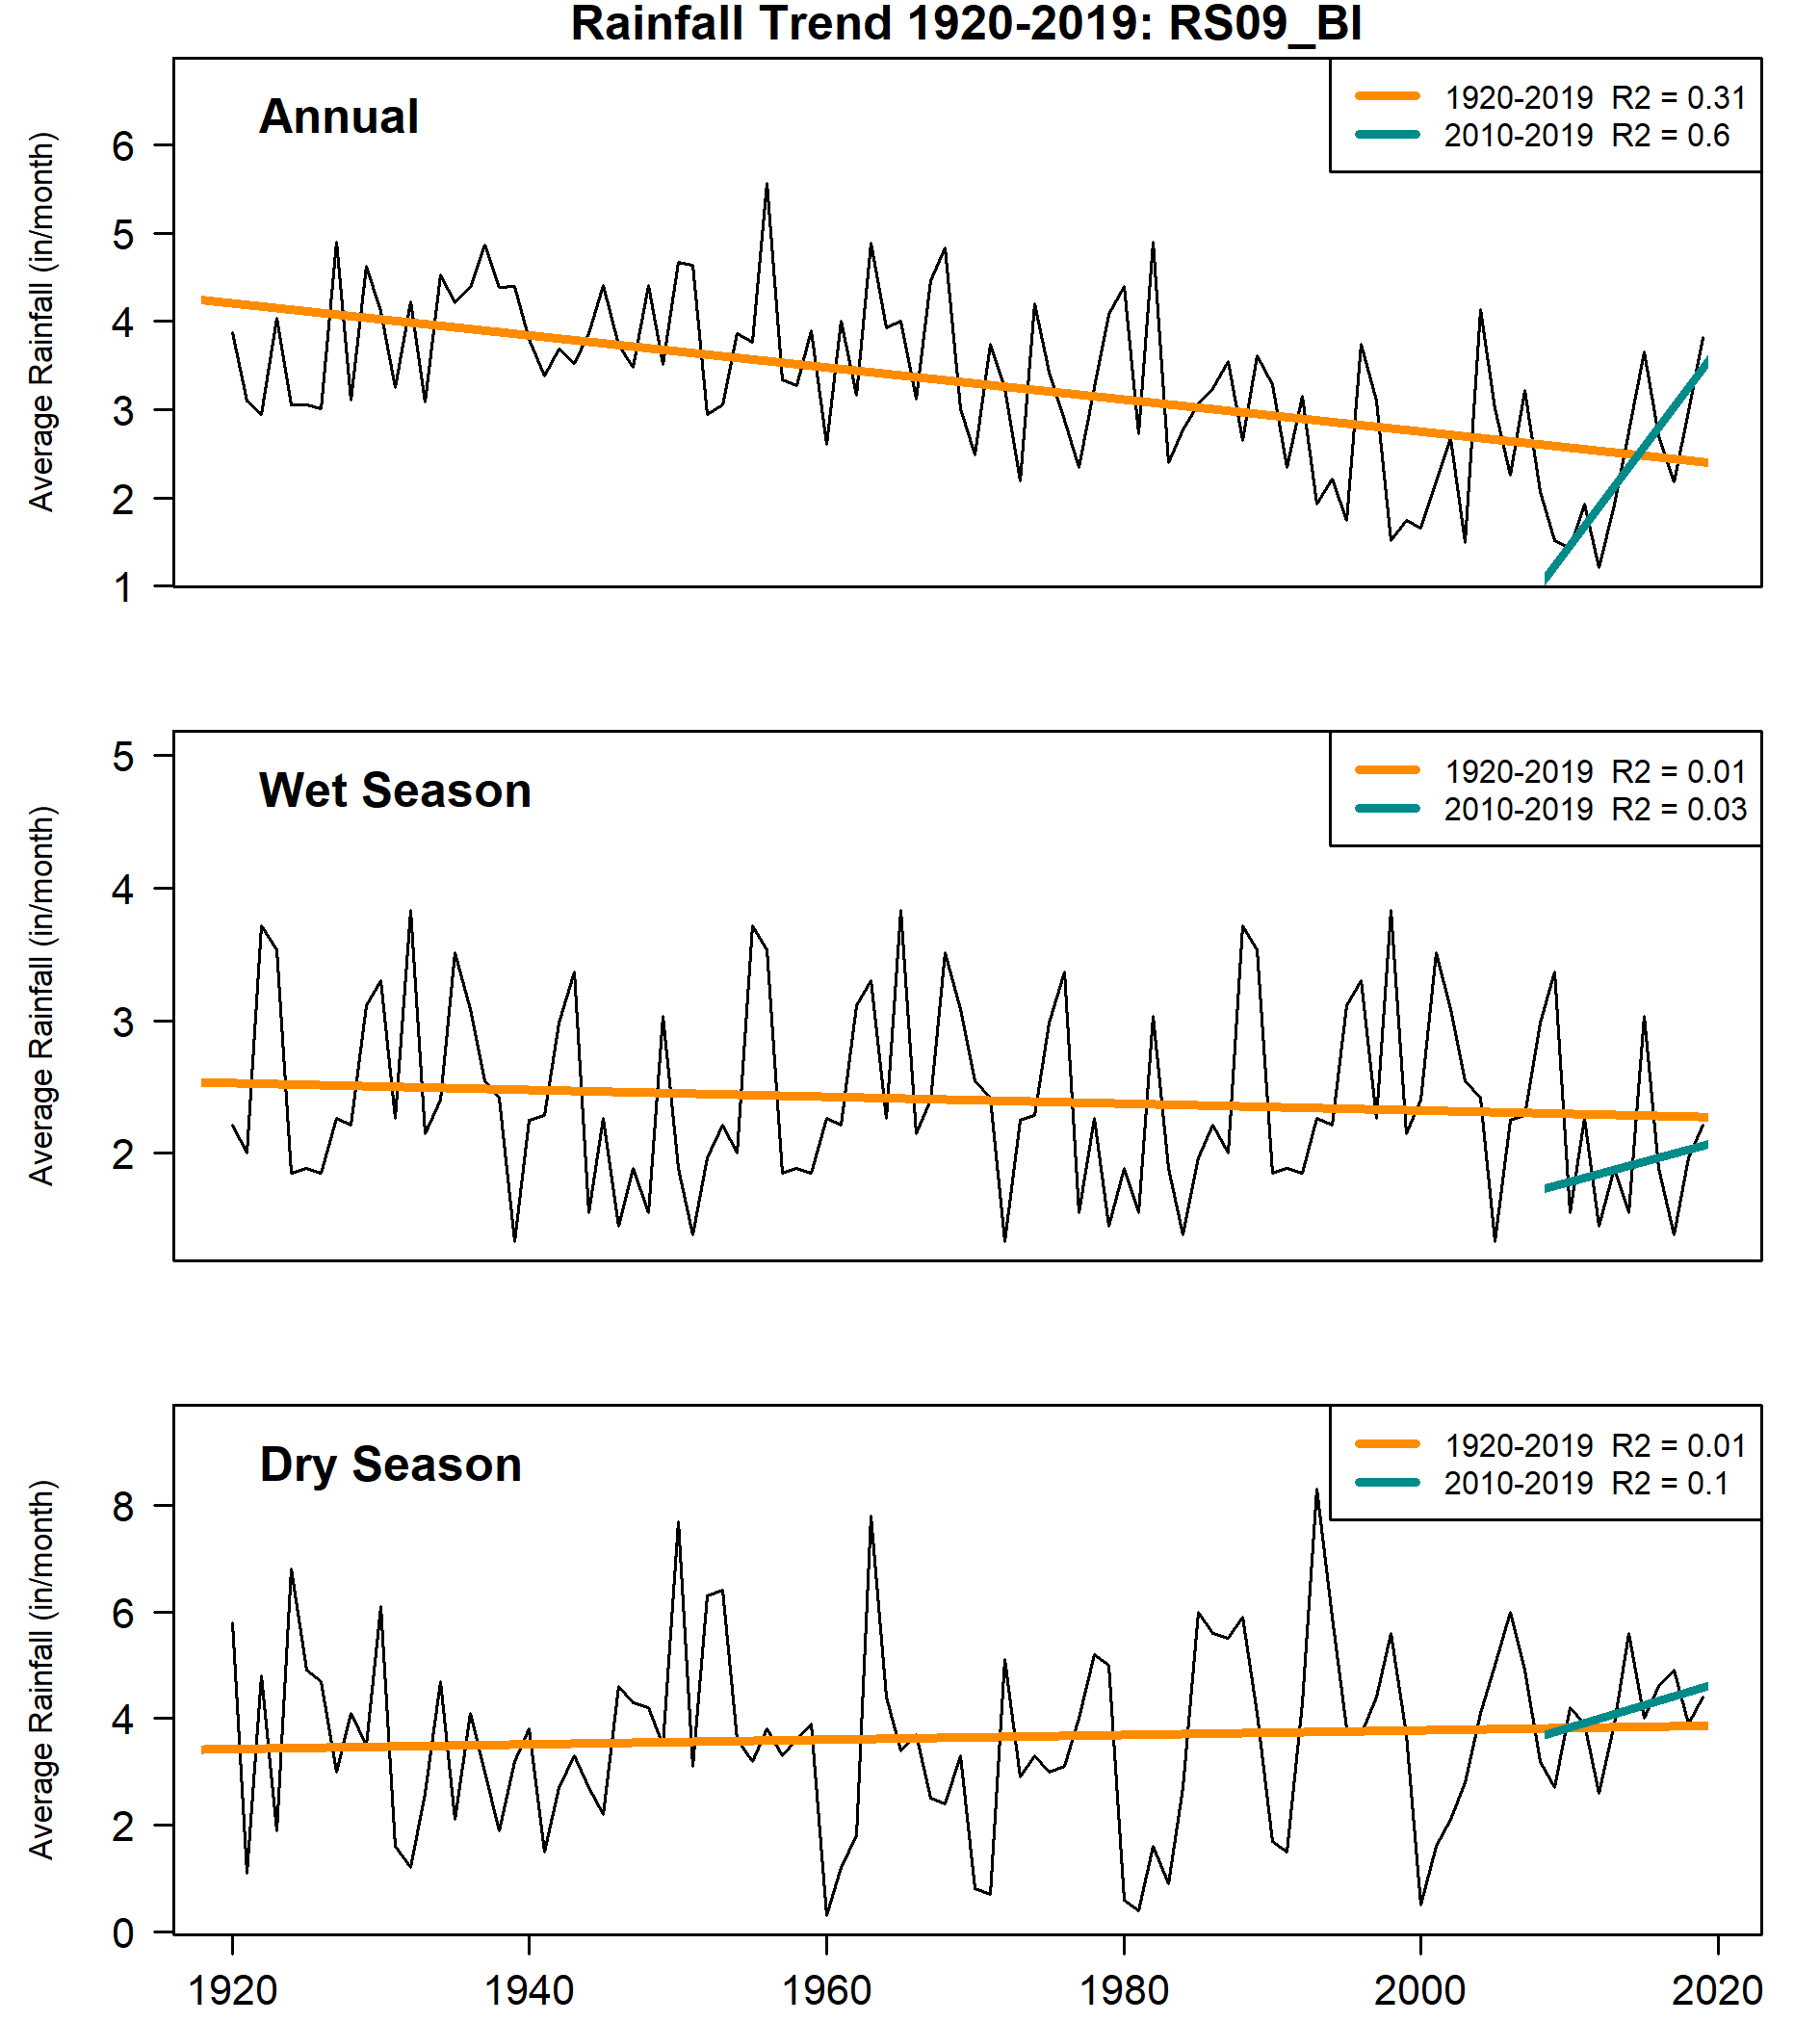 Rainfall Trend 1920-2019: RS09_BI
Annual
1920-2019 R2 = 0.31
2010-2019 R2 = 0.6
Average Rainfall (in/month)
6
5
4
3
2
1
Wet Season
1920-2019 R2 = 0.01
2010-2019 R2 = 0.03
Average Rainfall (in/month)
5
4
3
2
Dry Season
1920-2019 R2 = 0.01
2010-2019 R2 = 0.1
Average Rainfall (in/month)
8
6
4
2
0
1920 1940 1960 1980 2000 2020